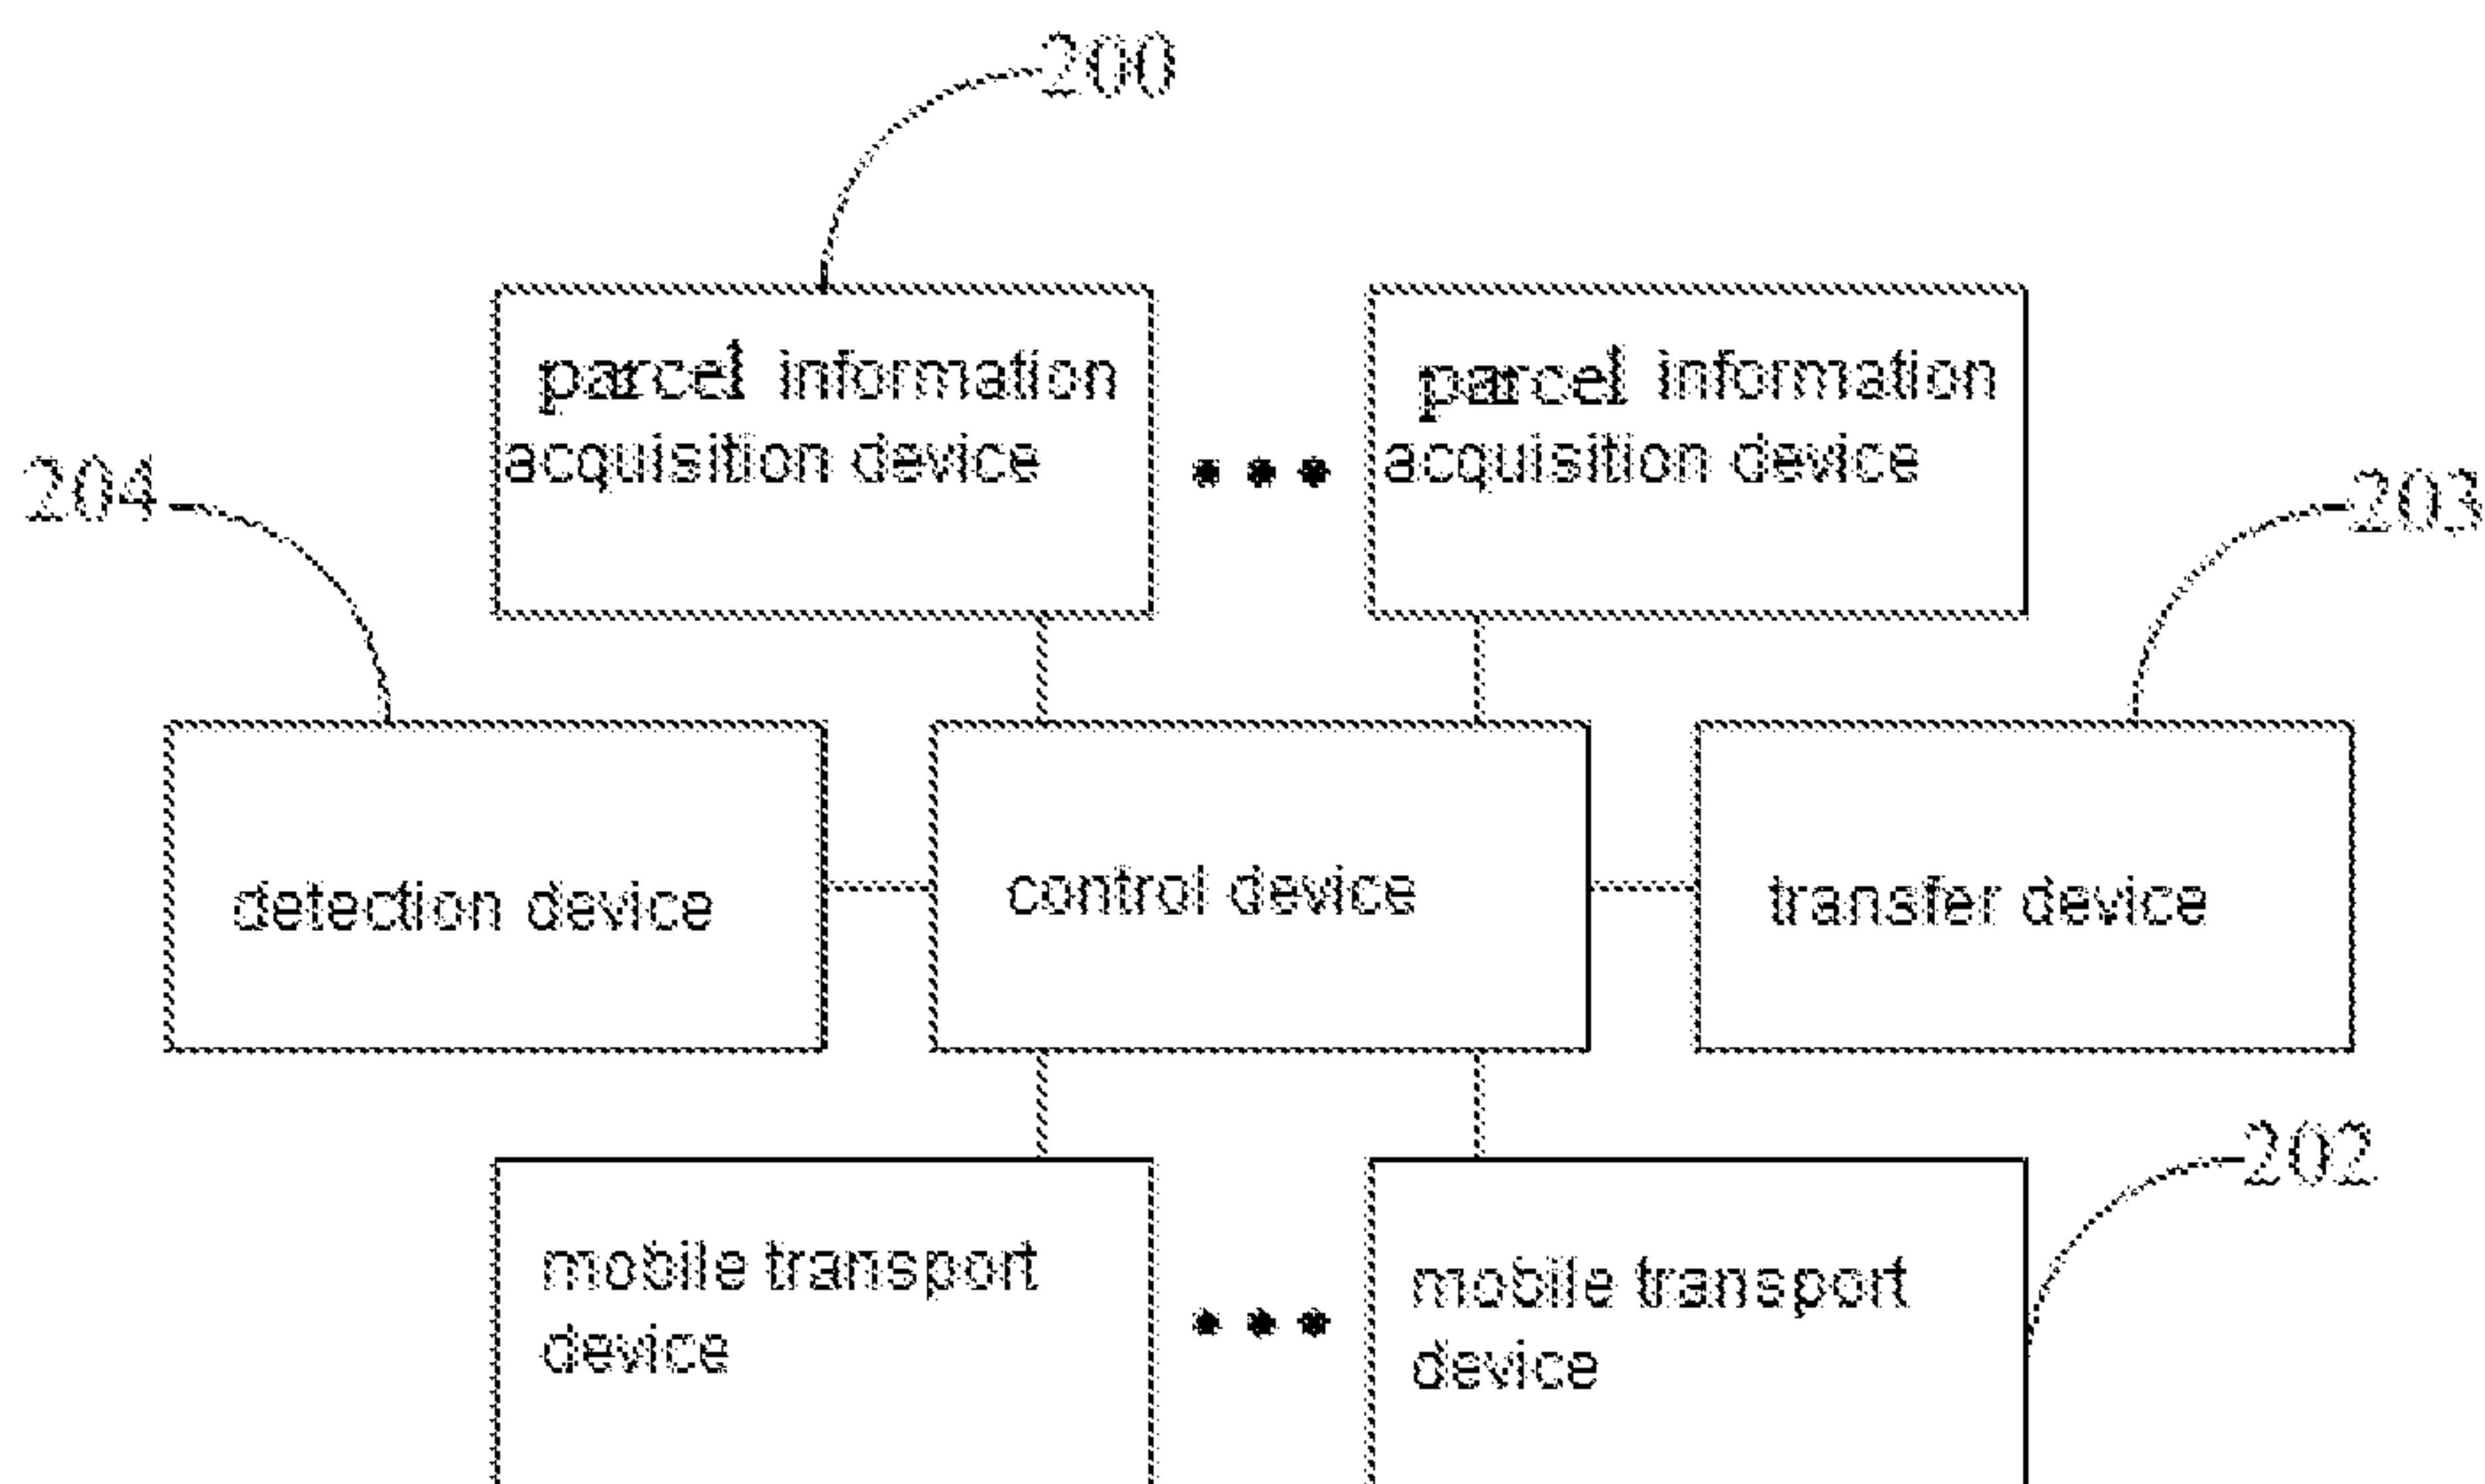 200
parcel information
acquisition device
parcel information
acquisition device
204
203
detection device
control device
transfer device
202
mobile transport
device
mobile transport
device